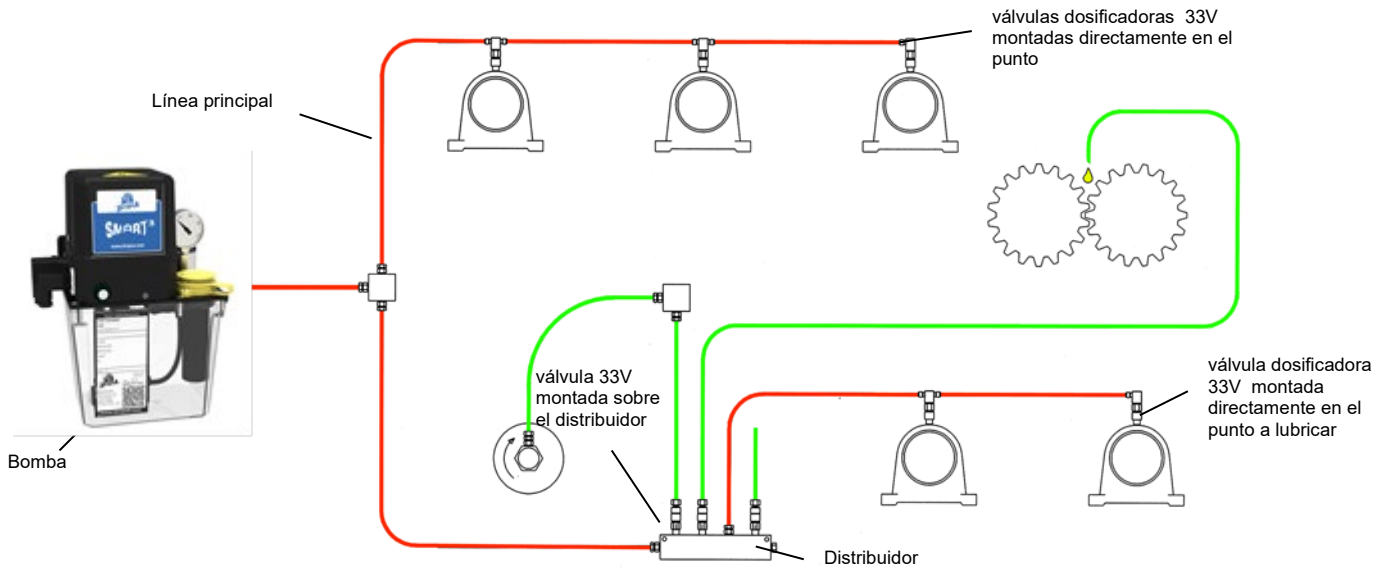 válvulas dosificadoras 33V
montadas directamente en el
punto
Línea principal
SMART³
válvula 33V
montada sobre
el distribuidor
válvula dosificadora
33V montada
directamente en el
punto a lubricar
Bomba
Distribuidor